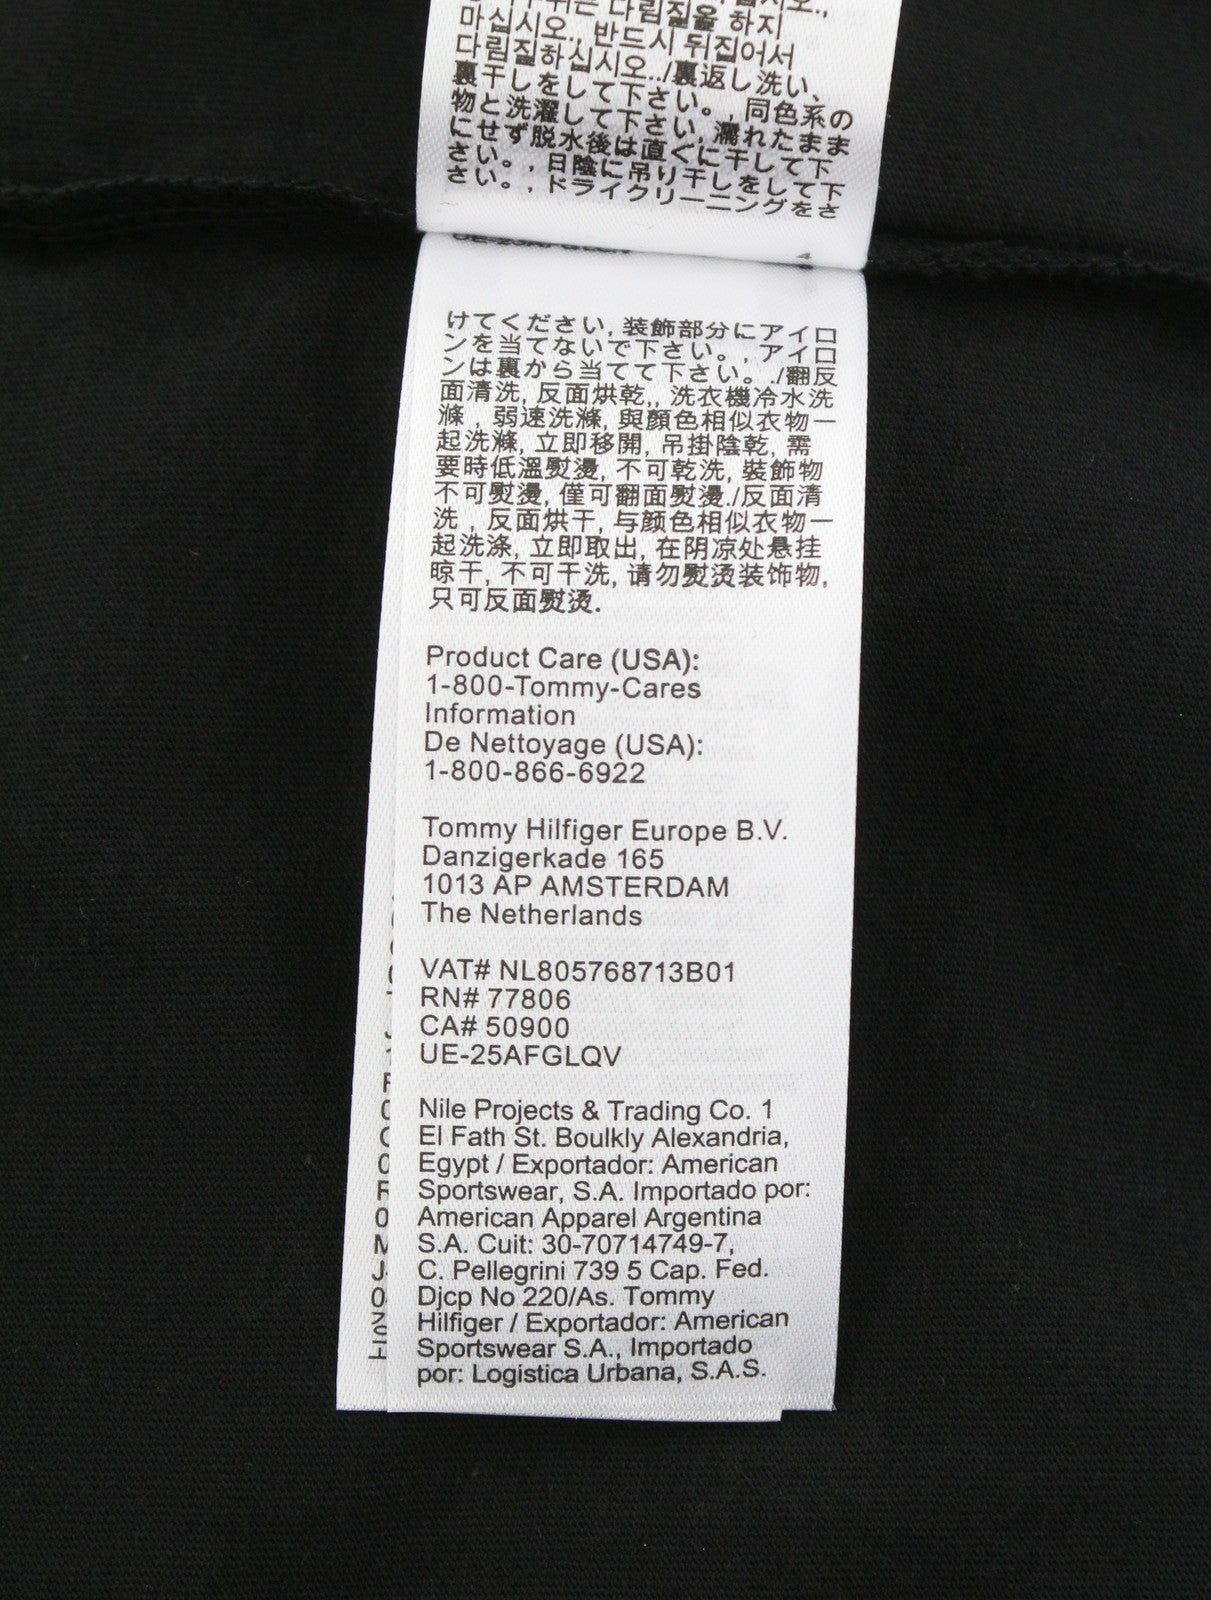 마십시오., 반드시 뒤집어서
다림질하십시오../裏返し洗い、
裏干しをして下さい。, 同色系の
物と洗濯して下さい, 濡れたまま
にせず脱水後は直ぐに干して下
さい。, 日陰に吊り干しをして下
さい。, ドライクリーニングをさ
4
けてください, 装飾部分にアイロ
ンを当てないで下さい。, アイロ
ンは裏から当てて下さい。./翻反
面清洗, 反面烘乾,, 洗衣機冷水洗
滌 , 弱速洗滌, 與顏色相似衣物一
起洗滌, 立即移開, 吊掛陰乾, 需
要時低溫熨燙, 不可乾洗, 裝飾物
不可熨燙, 僅可翻面熨燙./反面清
洗 , 反面烘干, 与颜色相似衣物一
起洗涤, 立即取出, 在阴凉处悬挂
晾干, 不可干洗, 请勿熨烫装饰物,
只可反面熨烫.
Product Care (USA):
1-800-Tommy-Cares
Information
De Nettoyage (USA):
1-800-866-6922
Tommy Hilfiger Europe B.V.
Danzigerkade 165
1013 AP AMSTERDAM
The Netherlands
VAT# NL805768713B01
RN# 77806
CA# 50900
UE-25AFGLQV
Nile Projects & Trading Co. 1
El Fath St. Boulkly Alexandria,
Egypt / Exportador: American
Sportswear, S.A. Importado por:
American Apparel Argentina
S.A. Cuit: 30-70714749-7,
C. Pellegrini 739 5 Cap. Fed.
Djcp No 220/As. Tommy
Hilfiger / Exportador: American
Sportswear S.A., Importado
por: Logistica Urbana, S.A.S.